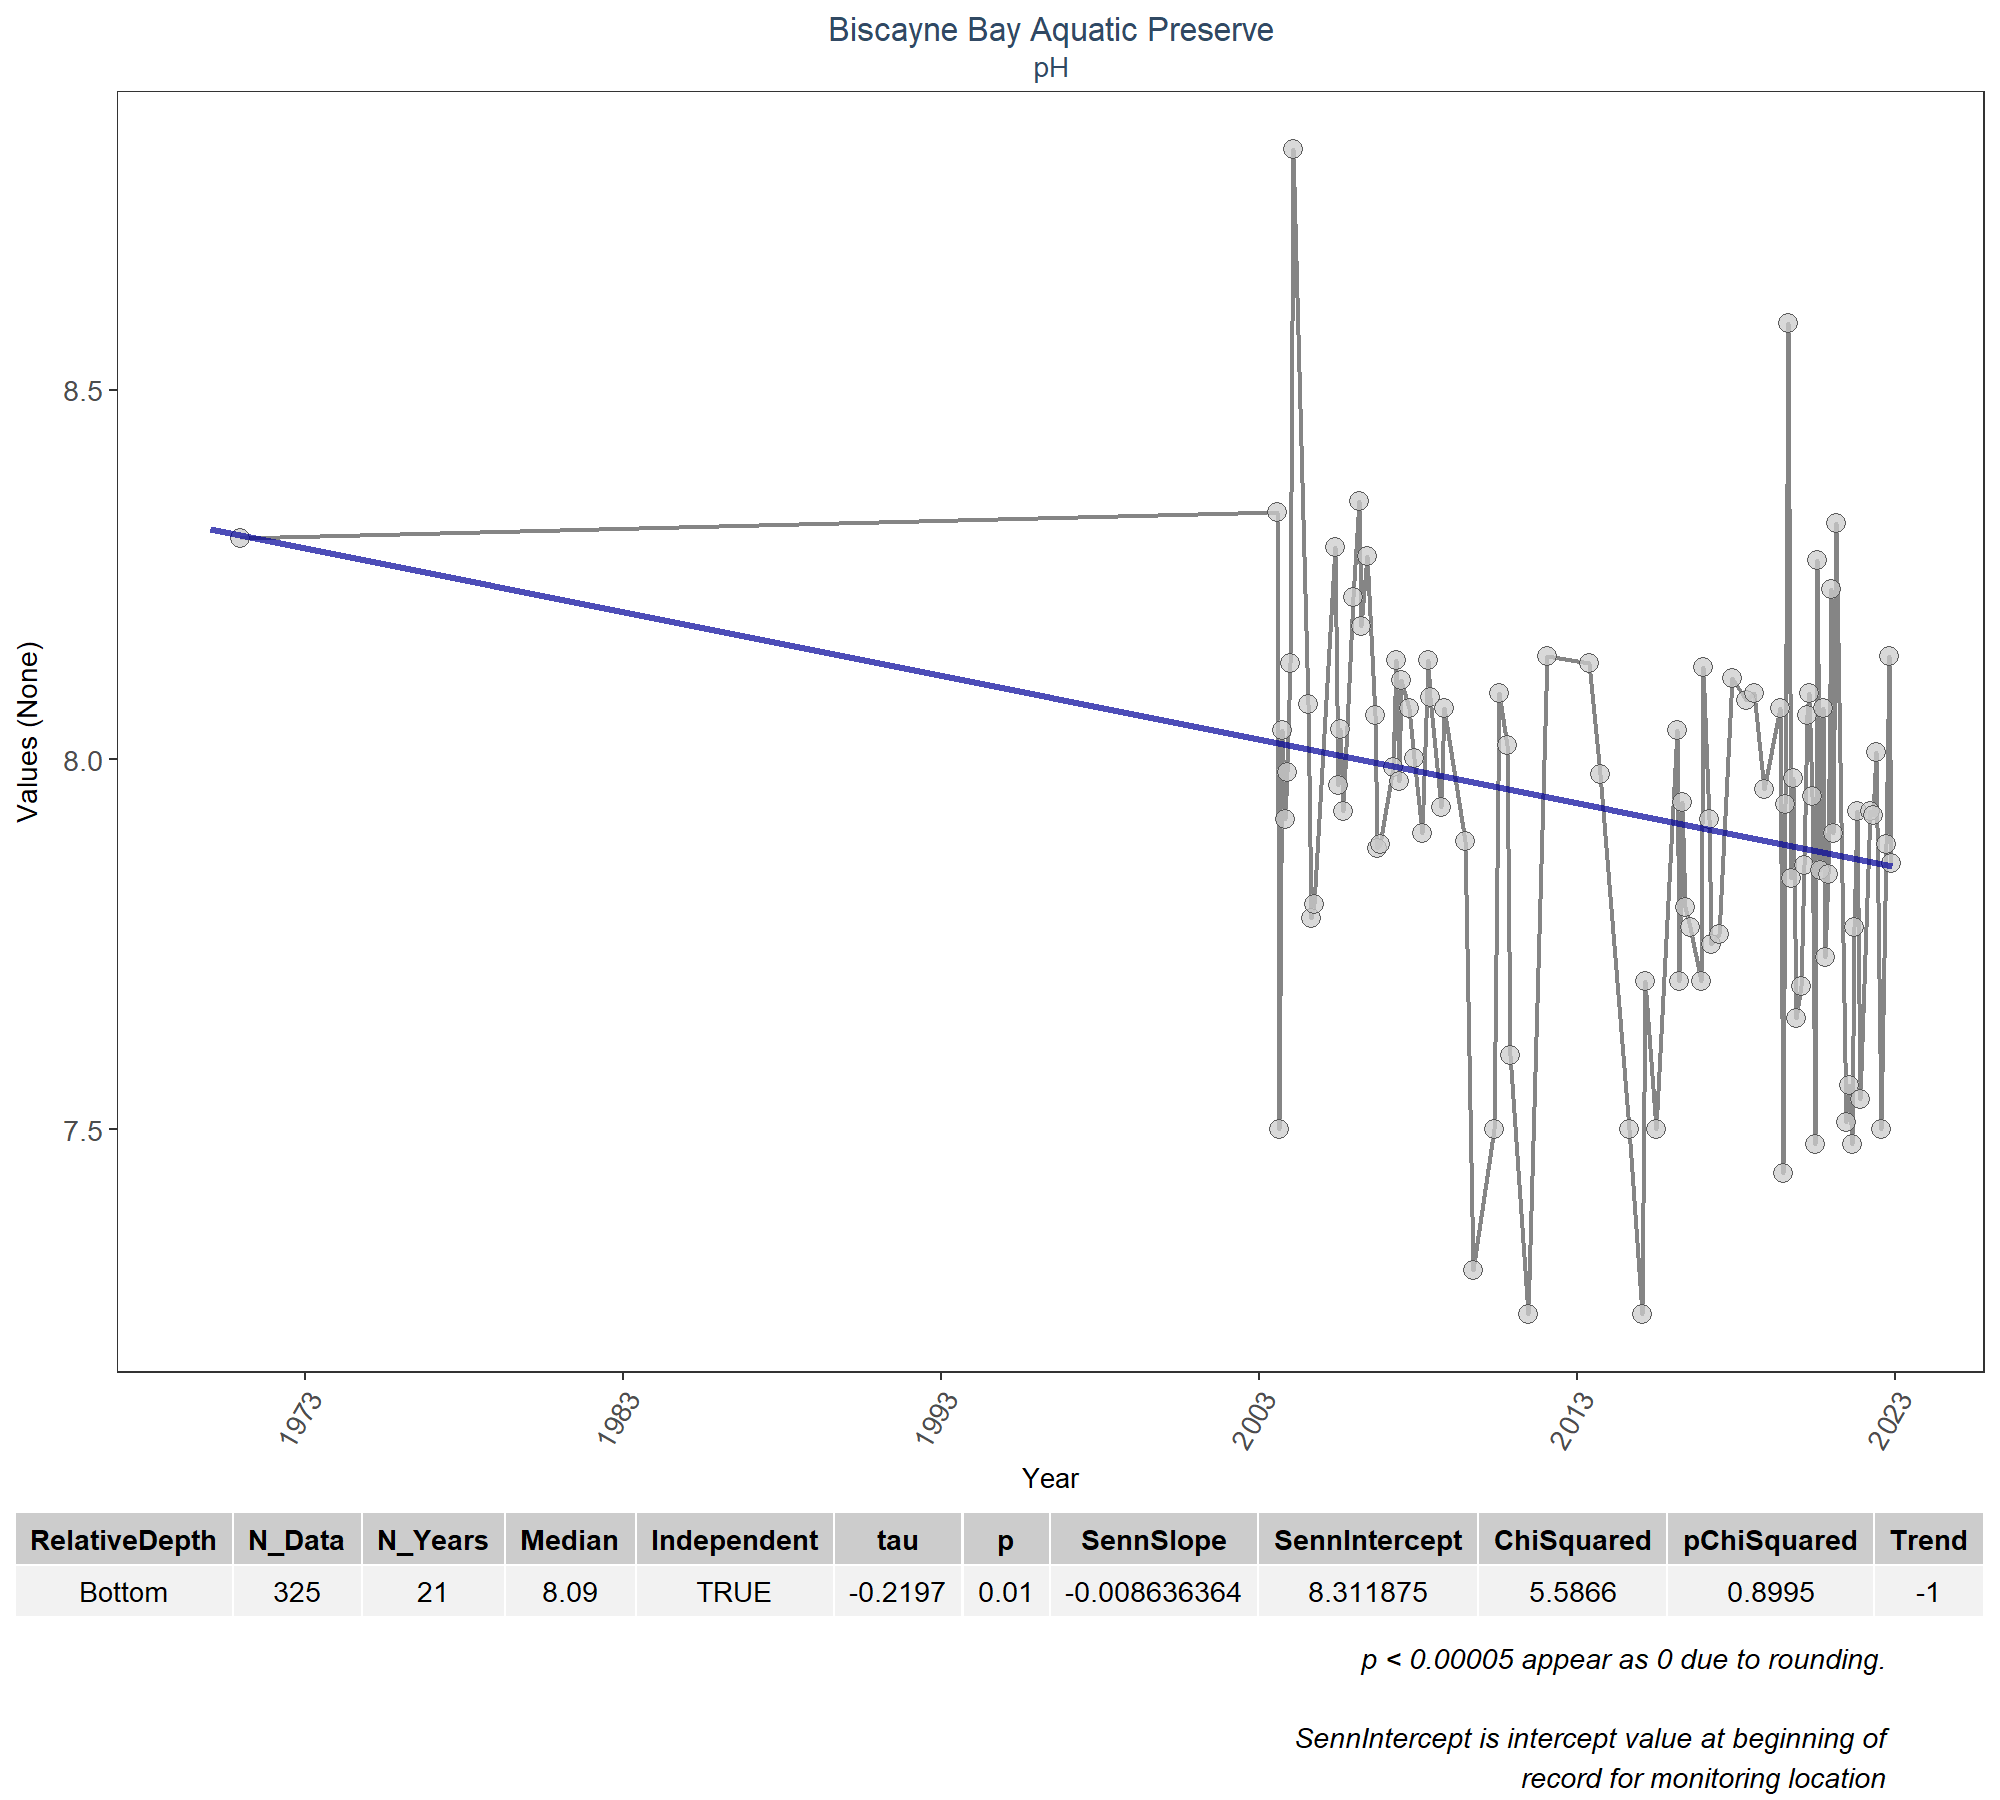 Biscayne Bay Aquatic Preserve
pH
Values (None)
8.5
8.0
7.5
1973
1983
1993
2003
2013
2023
Year
RelativeDepth N_Data N_Years Median Independent tau p SennSlope SennIntercept ChiSquared pChiSquared Trend
Bottom 325 21 8.09 TRUE -0.2197 0.01 -0.008636364 8.311875 5.5866 0.8995 -1
p < 0.00005 appear as 0 due to rounding.
SennIntercept is intercept value at beginning of
record for monitoring location